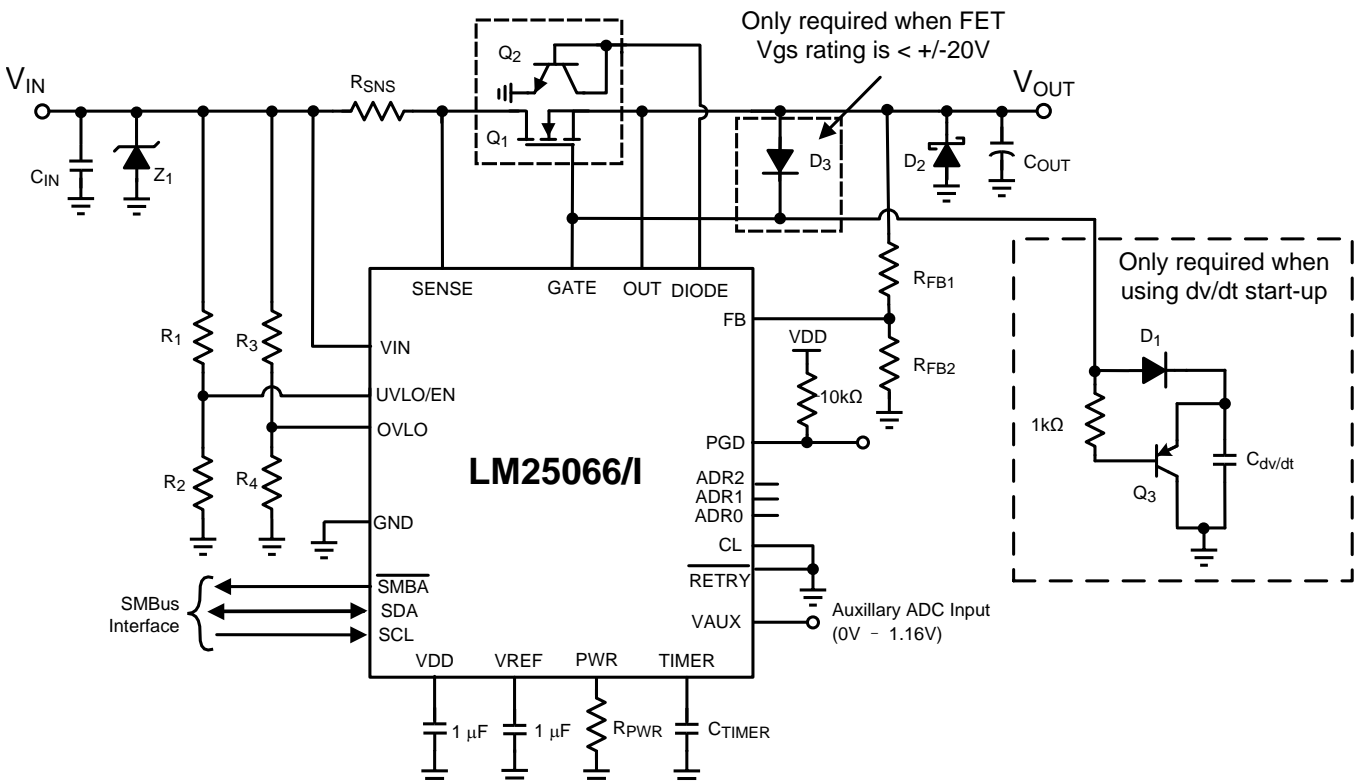 Only required when FET
Vgs rating is < +/-20V
Q2
VIN
RSNS
VOUT
Q1
D3
D2
COUT
CIN
Z1
Only required when
using dv/dt start-up
SENSE
GATE
OUT
DIODE
RFB1
FB
VDD
D1
R1
R3
VIN
RFB2
UVLO/EN
10kΩ
1kΩ
OVLO
PGD
Cdv/dt
LM25066/I
R2
R4
ADR2
ADR1
ADR0
Q3
GND
CL
RETRY
SMBA
SMBus
Interface
SDA
SCL
VAUX
Auxillary ADC Input
(0V - 1.16V)
VDD
VREF
PWR
TIMER
1 μF
1 μF
RPWR
CTIMER